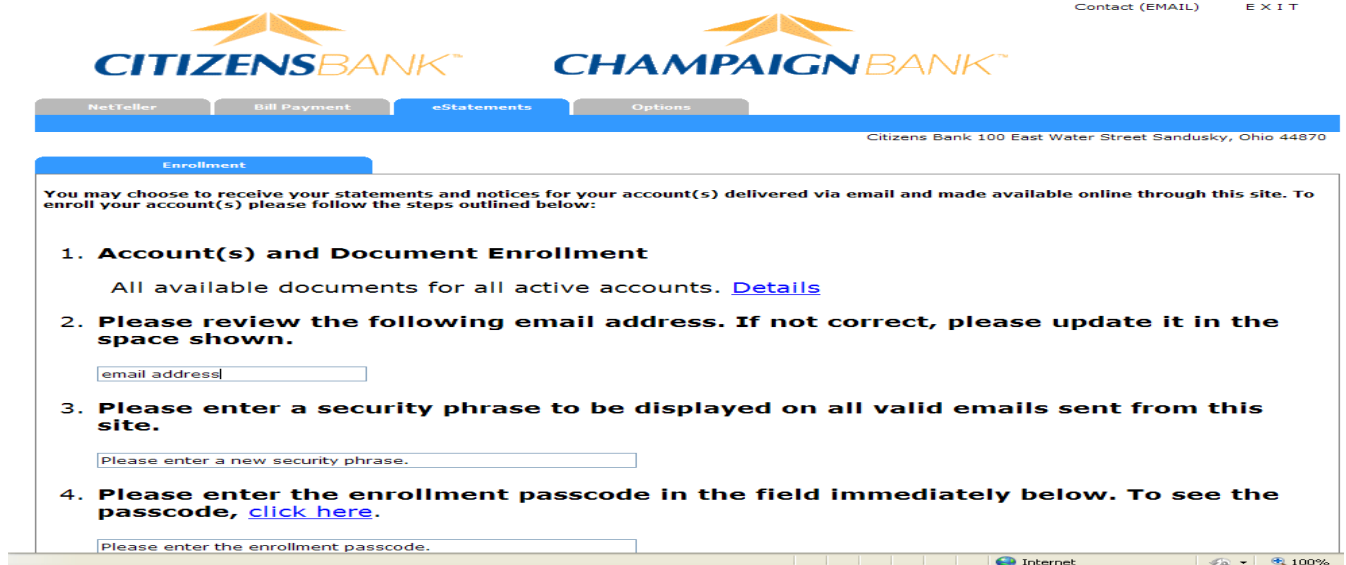 Contact (EMAIL) E X I T
CITIZENSBANK™ CHAMPAIGNBANK™
NetTeller Bill Payment eStatements Options
Citizens Bank 100 East Water Street Sandusky, Ohio 44870
Enrollment
You may choose to receive your statements and notices for your account(s) delivered via email and made available online through this site. To
enroll your account(s) please follow the steps outlined below:
1. Account(s) and Document Enrollment
All available documents for all active accounts. Details
2. Please review the following email address. If not correct, please update it in the
space shown.
email address
3. Please enter a security phrase to be displayed on all valid emails sent from this
site.
Please enter a new security phrase.
4. Please enter the enrollment passcode in the field immediately below. To see the
passcode, click here.
Please enter the enrollment passcode.
Internet 100%